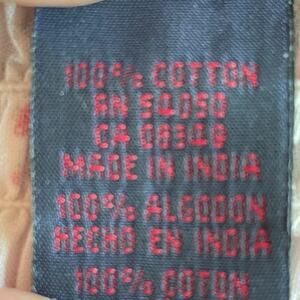 100% COTTON
RN 54050
CA 08349
MADE IN INDIA
100% ALGODON
HECHO EN INDIA
100% COTON